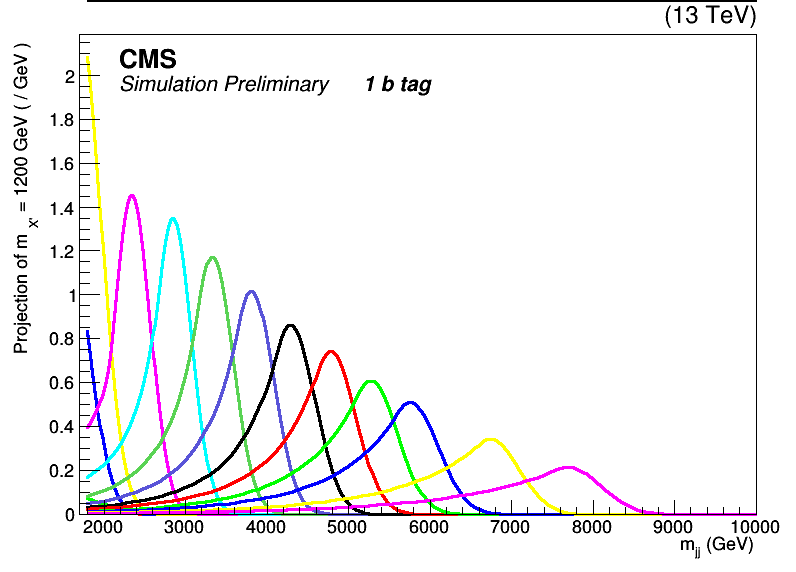 (13 TeV)
CMS
Simulation Preliminary 1 b tag
Projection of m X' = 1200 GeV ( / GeV )
2
1.8
1.6
1.4
1.2
1
0.8
0.6
0.4
0.2
0
2000 3000 4000 5000 6000 7000 8000 9000 10000
mjj (GeV)